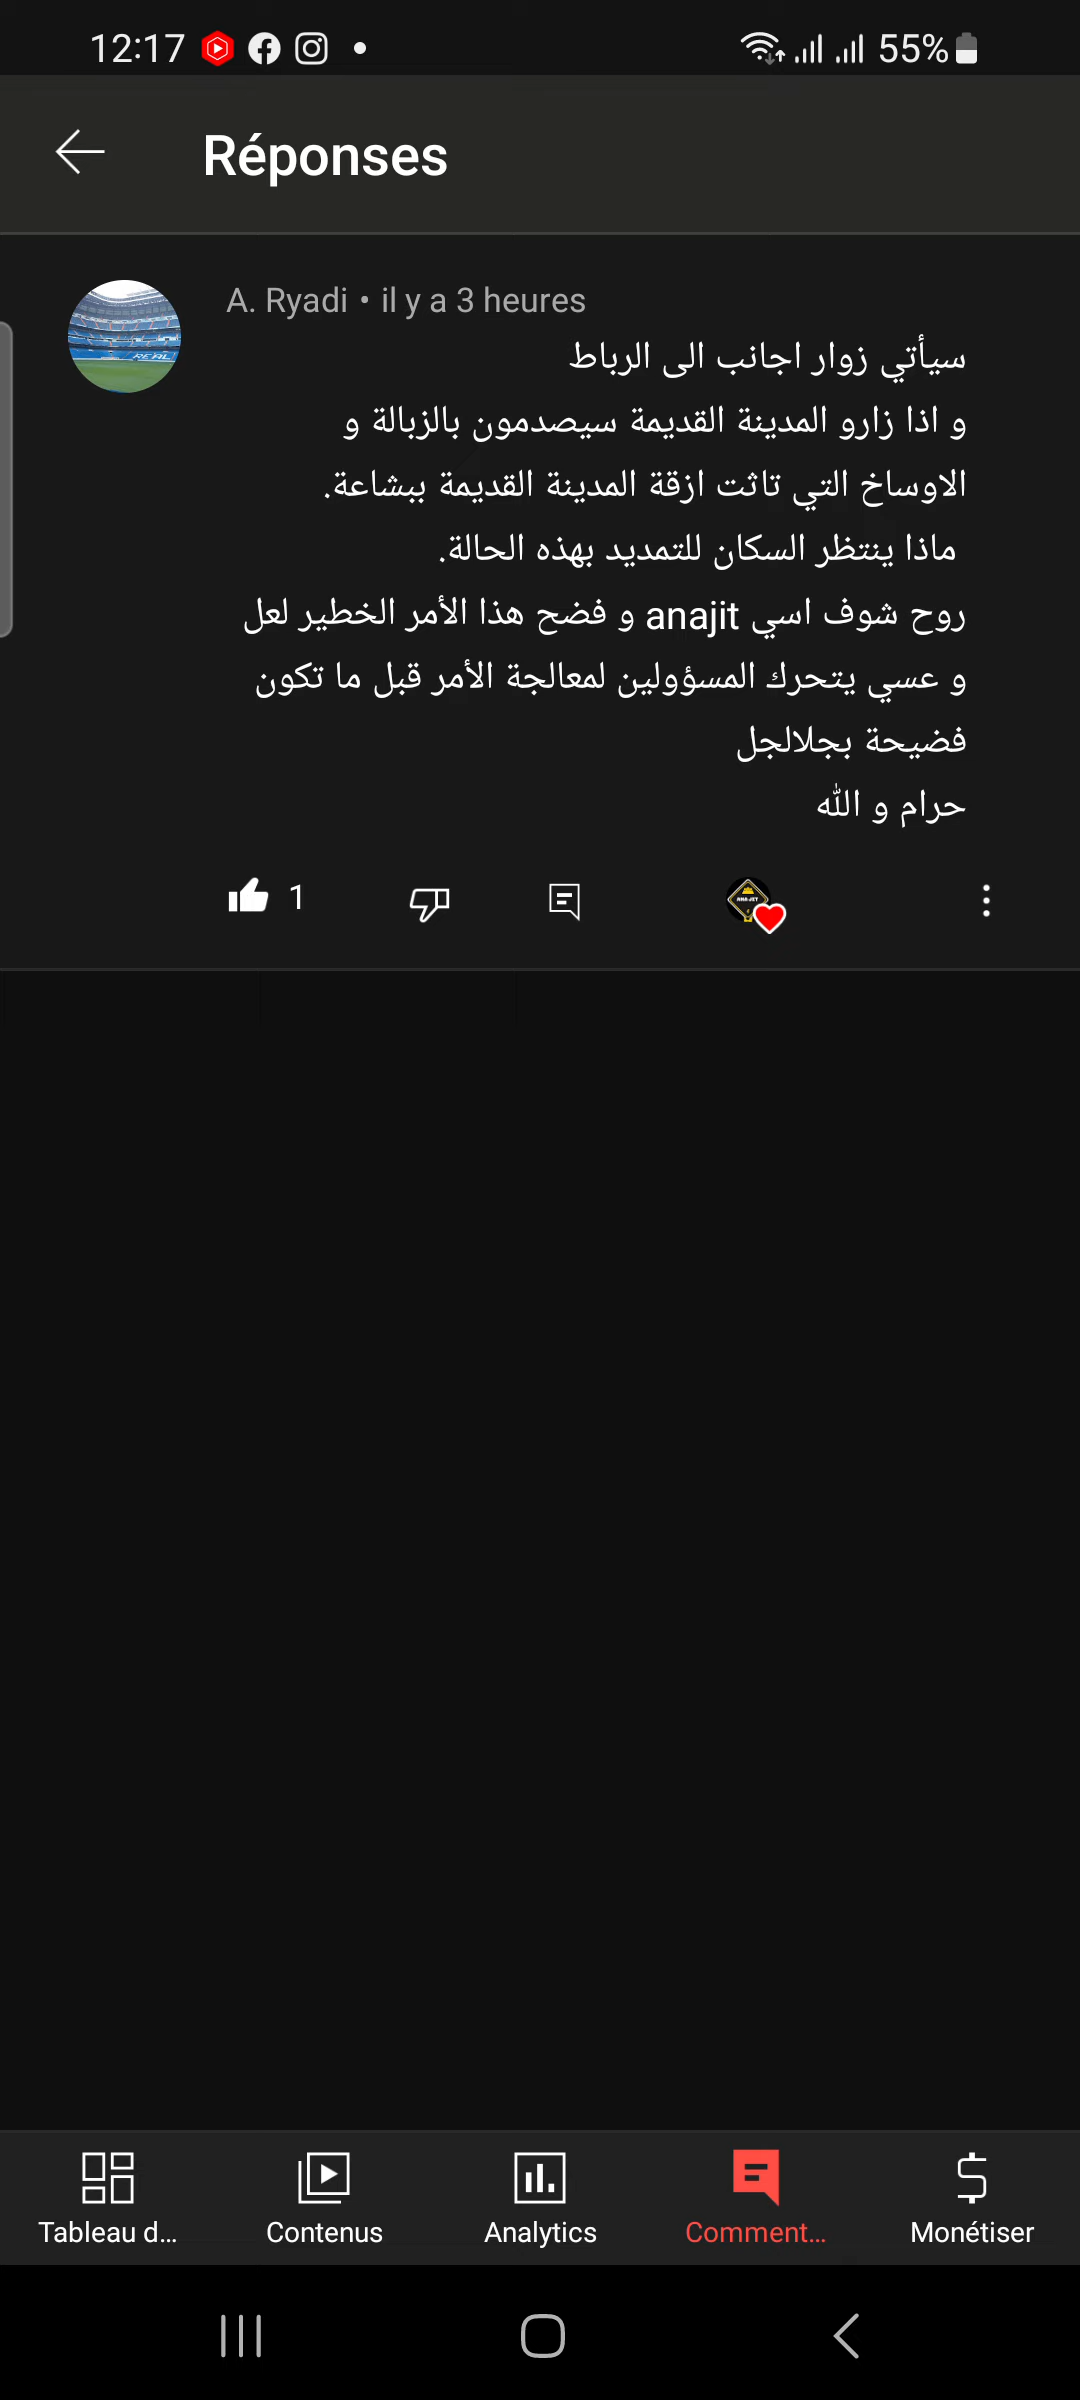 12:17
55%
Réponses
A. Ryadi • il y a 3 heures
سيأتي زوار اجانب الى الرباط
و اذا زارو المدينة القديمة سيصدمون بالزبالة و
الاوساخ التي تاثت ازقة المدينة القديمة ببشاعة.
ماذا ينتظر السكان للتمديد بهذه الحالة.
روح شوف اسي anajit و فضح هذا الأمر الخطير لعل
و عسي يتحرك المسؤولين لمعالجة الأمر قبل ما تكون
فضيحة بجلالجل
حرام و الله
1
ANAJIT
Tableau d...
Contenus
Analytics
Comment...
Monétiser